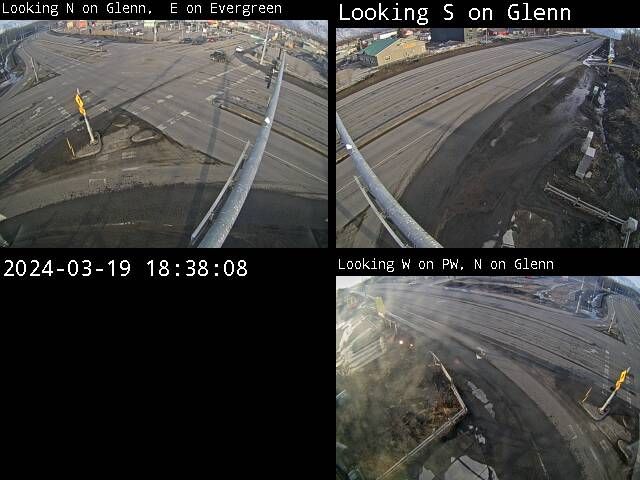 Looking N on Glenn, E on Evergreen
Looking S on Glenn
2024-03-19 18:38:08
Looking W on PW, N on Glenn